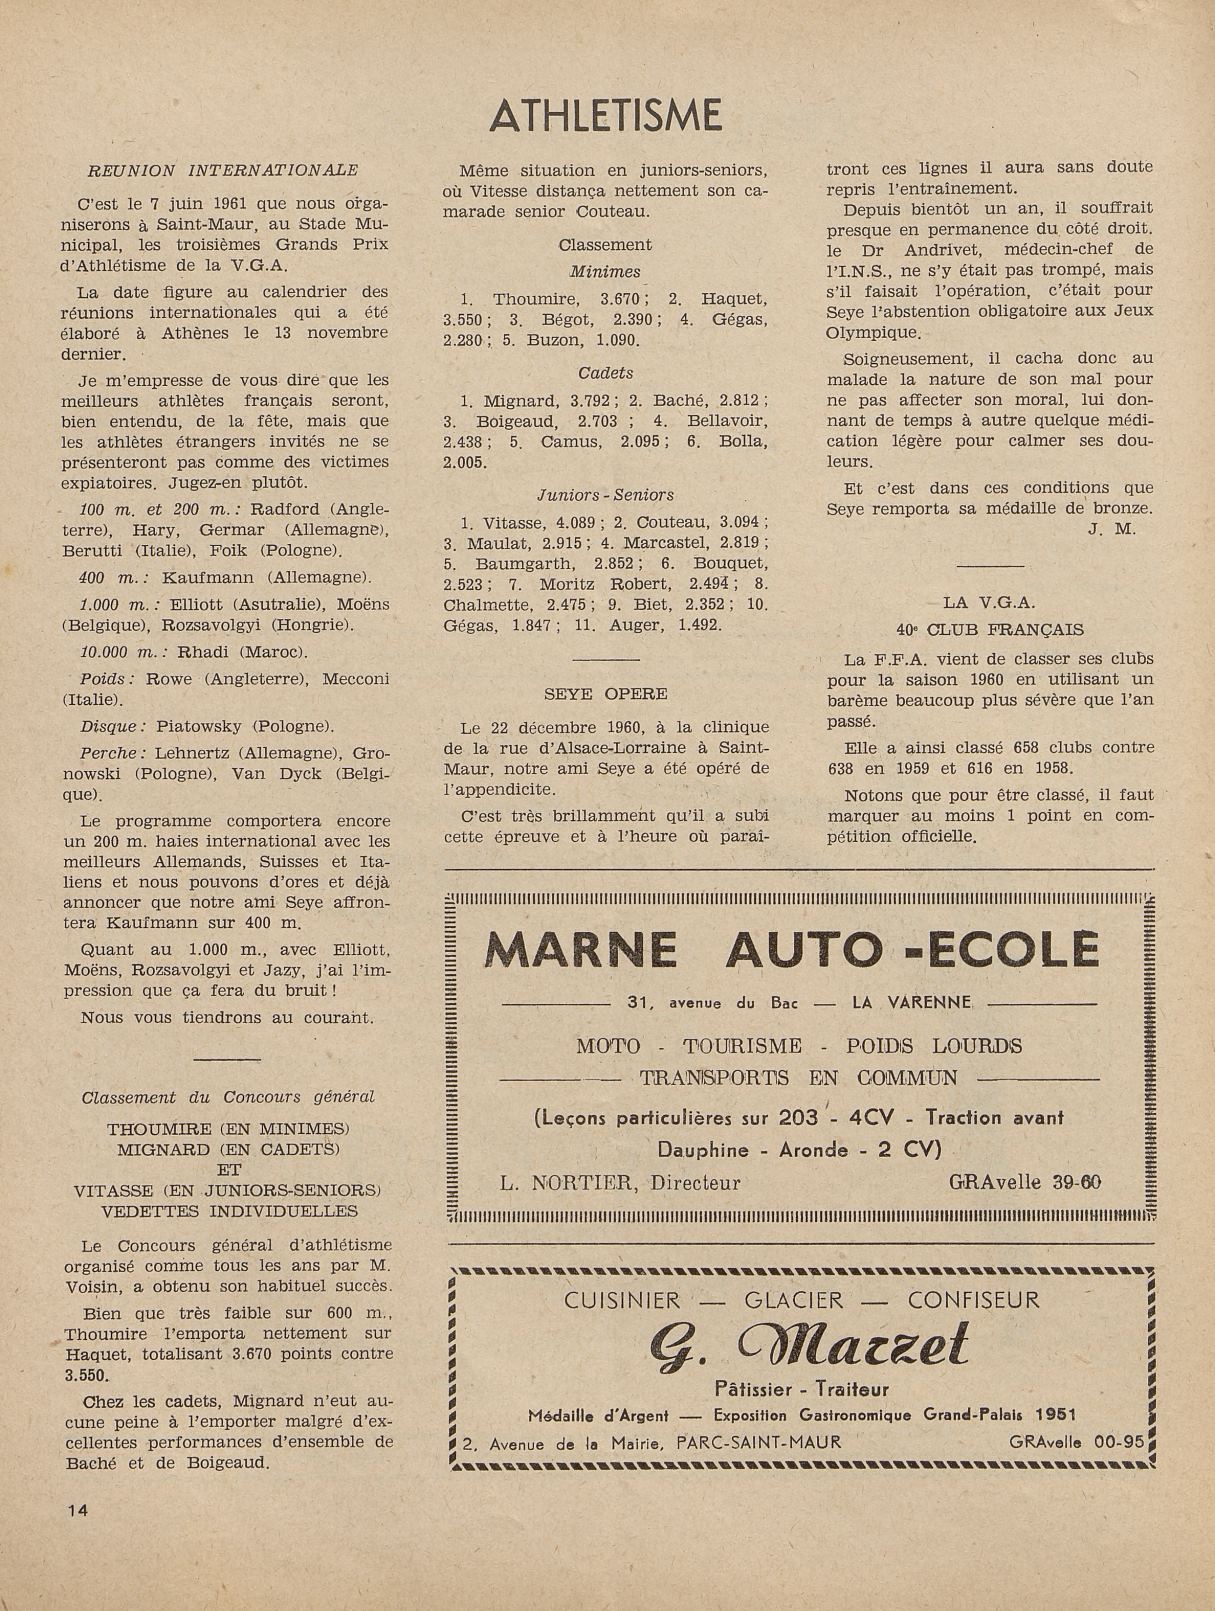 ATHLETISME
REUNION INTERNATIONALE
C'est le 7 juin 1961 que nous orga-
niserons à Saint-Maur, au Stade Mu-
nicipal, les troisièmes Grands Prix
d'Athlétisme de la V.G.A.
La date figure au calendrier des
réunions internationales qui a été
élaboré à Athènes le 13 novembre
dernier.
Je m'empresse de vous dire que les
meilleurs athlètes français seront,
bien entendu, de la fête, mais que
les athlètes étrangers invités ne se
présenteront pas comme des victimes
expiatoires. Jugez-en plutôt.
100 m. et 200 m. : Radford (Angle-
terre), Hary, Germar (Allemagne),
Berutti (Italie), Foik (Pologne).
400 m. : Kaufmann (Allemagne).
1.000 m. : Elliott (Asutralie), Moëns
(Belgique), Rozsavolgyi (Hongrie).
10.000 m. : Rhadi (Maroc).
Poids : Rowe (Angleterre), Mecconi
(Italie).
Disque : Piatowsky (Pologne).
Perche : Lehnertz (Allemagne), Gro-
nowski (Pologne), Van Dyck (Belgi-
que).
Le programme comportera encore
un 200 m. haies international avec les
meilleurs Allemands, Suisses et Ita-
liens et nous pouvons d'ores et déjà
annoncer que notre ami Seye affron-
tera Kaufmann sur 400 m.
Quant au 1.000 m., avec Elliott,
Moëns, Rozsavolgyi et Jazy, j'ai l'im-
pression que ça fera du bruit !
Nous vous tiendrons au courant.
Classement du Concours général
THOUMIRE (EN MINIMES)
MIGNARD (EN CADETS)
ET
VITASSE (EN JUNIORS-SENIORS)
VEDETTES INDIVIDUELLES
Le Concours général d'athlétisme
organisé comme tous les ans par M.
Voisin, a obtenu son habituel succès.
Bien que très faible sur 600 m.,
Thoumire l'emporta nettement sur
Haquet, totalisant 3.670 points contre
3.550.
Chez les cadets, Mignard n'eut au-
cune peine à l'emporter malgré d'ex-
cellentes performances d'ensemble de
Baché et de Boigeaud.
Même situation en juniors-seniors,
où Vitesse distança nettement son ca-
marade senior Couteau.
Classement
Minimes
1. Thoumire, 3.670 ; 2. Haquet,
3.550 ; 3. Bégot, 2.390 ; 4. Gégas,
2.280 ; 5. Buzon, 1.090.
Cadets
1. Mignard, 3.792 ; 2. Baché, 2.812 ;
3. Boigeaud, 2.703 ; 4. Bellavoir,
2.438 ; 5. Camus, 2.095 ; 6. Bolla,
2.005.
Juniors - Seniors
1. Vitasse, 4.089 ; 2. Couteau, 3.094 ;
3. Maulat, 2.915 ; 4. Marcastel, 2.819 ;
5. Baumgarth, 2.852 ; 6. Bouquet,
2.523 ; 7. Moritz Robert, 2.494 ; 8.
Chalmette, 2.475 ; 9. Biet, 2.352 ; 10.
Gégas, 1.847 ; 11. Auger, 1.492.
SEYE OPERE
Le 22 décembre 1960, à la clinique
de la rue d'Alsace-Lorraine à Saint-
Maur, notre ami Seye a été opéré de
l'appendicite.
C'est très brillamment qu'il a subi
cette épreuve et à l'heure où paraî-
tront ces lignes il aura sans doute
repris l'entraînement.
Depuis bientôt un an, il souffrait
presque en permanence du côté droit.
le Dr Andrivet, médecin-chef de
l'I.N.S., ne s'y était pas trompé, mais
s'il faisait l'opération, c'était pour
Seye l'abstention obligatoire aux Jeux
Olympique.
Soigneusement, il cacha donc au
malade la nature de son mal pour
ne pas affecter son moral, lui don-
nant de temps à autre quelque médi-
cation légère pour calmer ses dou-
leurs.
Et c'est dans ces conditions que
Seye remporta sa médaille de bronze.
J. M.
LA V.G.A.
40e CLUB FRANÇAIS
La F.F.A. vient de classer ses clubs
pour la saison 1960 en utilisant un
barème beaucoup plus sévère que l'an
passé.
Elle a ainsi classé 658 clubs contre
638 en 1959 et 616 en 1958.
Notons que pour être classé, il faut
marquer au moins 1 point en com-
pétition officielle.
MARNE AUTO-ECOLE
31, avenue du Bac — LA VARENNE
MOTO - TOURISME - POIDS LOURDS
TRANSPORTS EN COMMUN
(Leçons particulières sur 203 - 4CV - Traction avant
Dauphine - Aronde - 2 CV)
L. NORTIER, Directeur GRAvelle 39-60
CUISINIER — GLACIER — CONFISEUR
G. Marzet
Pâtissier - Traiteur
Médaille d'Argent — Exposition Gastronomique Grand-Palais 1951
2, Avenue de la Mairie, PARC-SAINT-MAUR GRAvelle 00-95
14